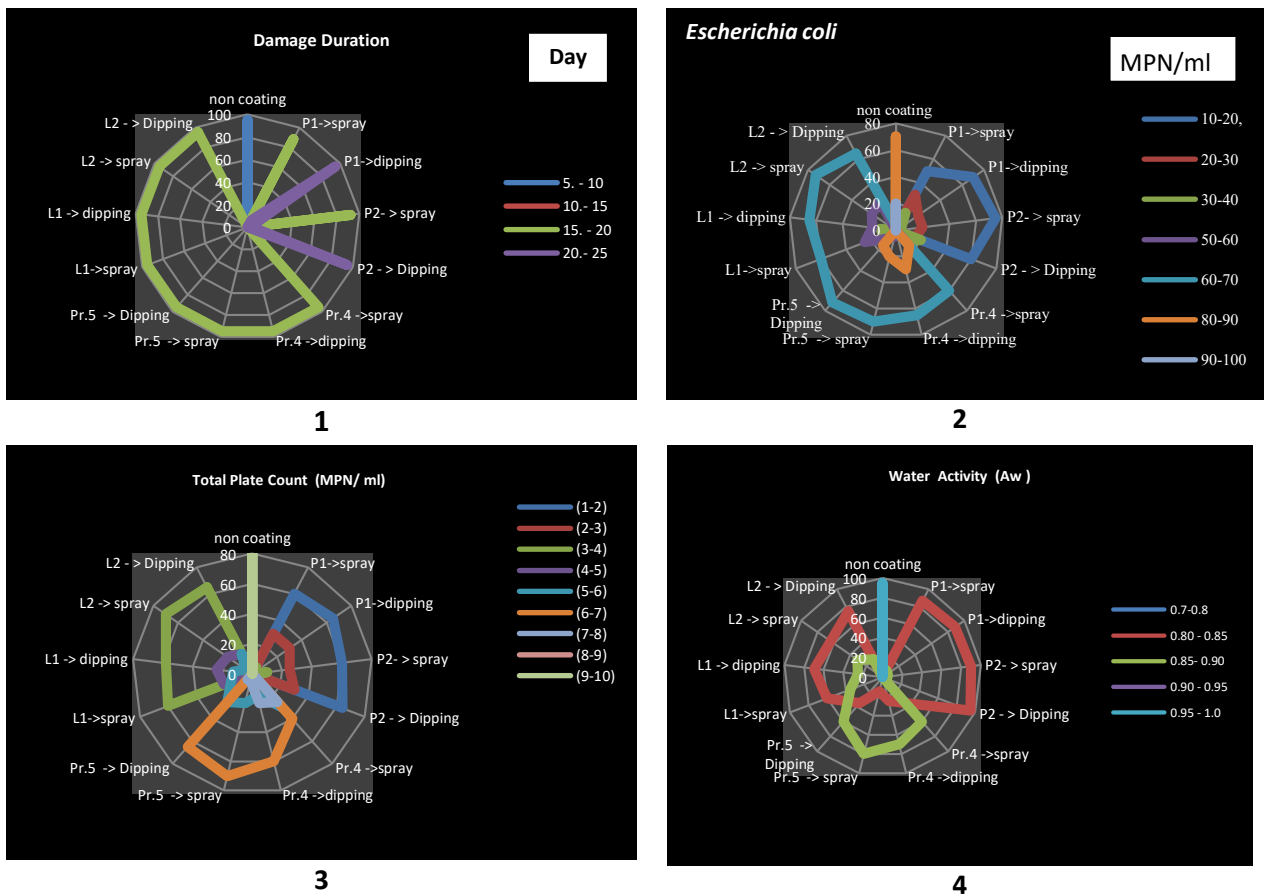 Damage Duration
Day
non coating
P1->spray
P1->dipping
P2- > spray
P2 - > Dipping
Pr.4 ->spray
Pr.4 ->dipping
Pr.5 -> spray
Pr.5 -> Dipping
L1->spray
L1 -> dipping
L2 -> spray
L2 - > Dipping
100
80
60
40
20
0
5. - 10
10.- 15
15. - 20
20.- 25
1
Escherichia coli
MPN/ml
non coating
P1->spray
P1->dipping
P2- > spray
P2 - > Dipping
Pr.4 ->spray
Pr.4 ->dipping
Pr.5 -> spray
Pr.5 ->
Dipping
L1->spray
L1 -> dipping
L2 -> spray
L2 - > Dipping
80
60
40
20
0
10-20,
20-30
30-40
50-60
60-70
80-90
90-100
2
Total Plate Count (MPN/ ml)
non coating
P1->spray
P1->dipping
P2- > spray
P2 - > Dipping
Pr.4 ->spray
Pr.4 ->dipping
Pr.5 -> spray
Pr.5 -> Dipping
L1->spray
L1 -> dipping
L2 -> spray
L2 - > Dipping
80
60
40
20
0
(1-2)
(2-3)
(3-4)
(4-5)
(5-6)
(6-7)
(7-8)
(8-9)
(9-10)
3
Water Activity (Aw )
non coating
P1->spray
P1->dipping
P2- > spray
P2 - > Dipping
Pr.4 ->spray
Pr.4 ->dipping
Pr.5 -> spray
Pr.5 ->
Dipping
L1->spray
L1 -> dipping
L2 -> spray
L2 - > Dipping
100
80
60
40
20
0
0.7-0.8
0.80 - 0.85
0.85- 0.90
0.90 - 0.95
0.95 - 1.0
4